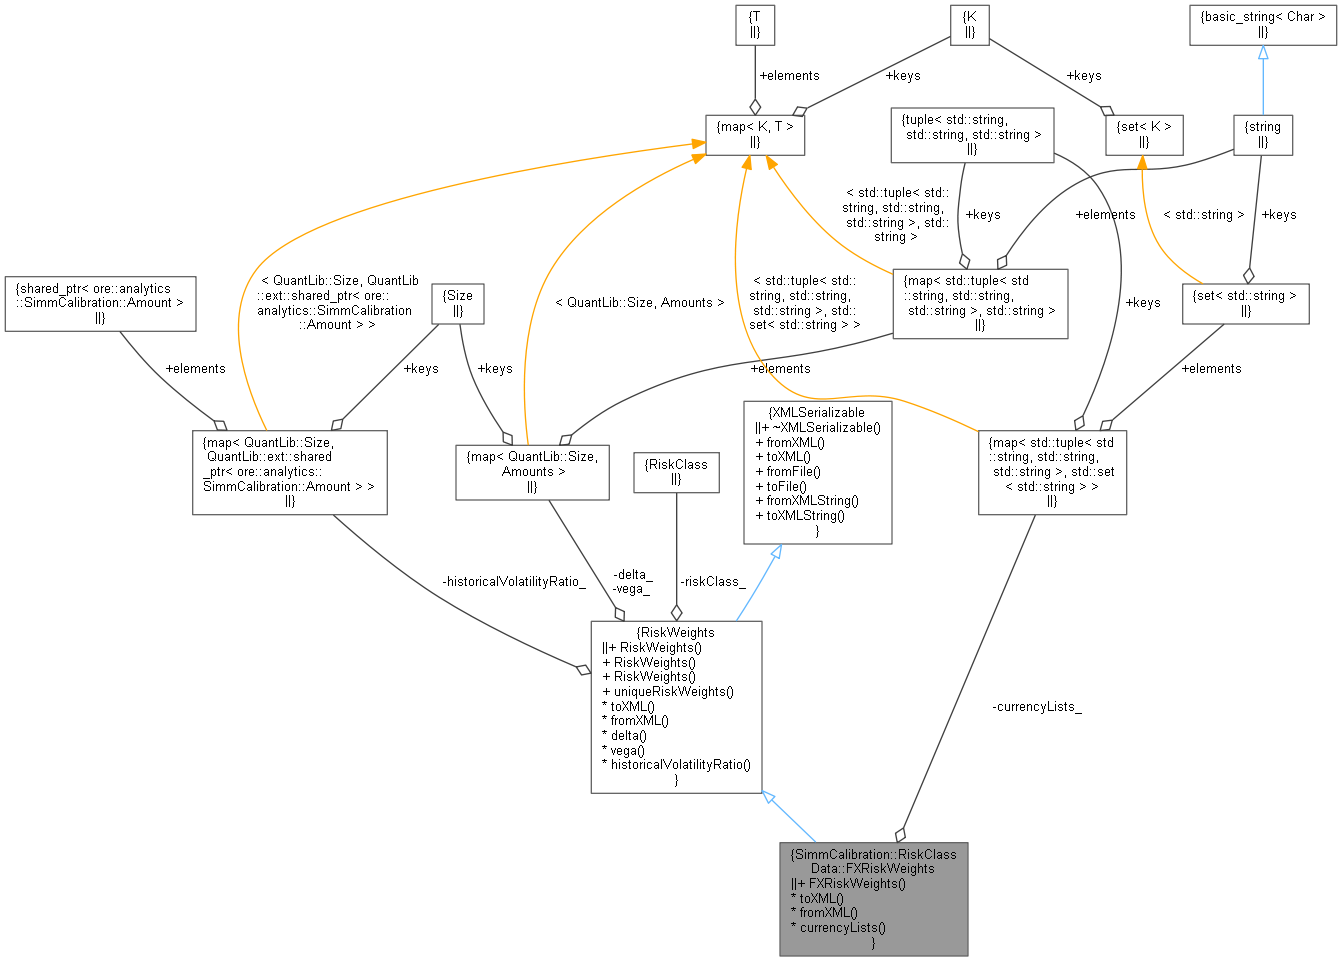 {T
||}
{K
||}
{basic_string< Char >
||}
+elements
+keys
+keys
{map< K, T >
||}
{tuple< std::string,
std::string, std::string >
||}
{set< K >
||}
{string
||}
< std::tuple< std::
string, std::string,
std::string >, std::
string >
+keys
+elements
< std::string >
+keys
{shared_ptr< ore::analytics
::SimmCalibration::Amount >
||}
< QuantLib::Size, QuantLib
::ext::shared_ptr< ore::
analytics::SimmCalibration
::Amount > >
{Size
||}
< QuantLib::Size, Amounts >
< std::tuple< std::
string, std::string,
std::string >, std::
set< std::string > >
{map< std::tuple< std
::string, std::string,
std::string >, std::string >
||}
+keys
{set< std::string >
||}
+elements
+keys
+keys
+elements
+elements
{map< QuantLib::Size,
QuantLib::ext::shared
_ptr< ore::analytics::
SimmCalibration::Amount > >
||}
{map< QuantLib::Size,
Amounts >
||}
{RiskClass
||}
{XMLSerializable
||+ ~XMLSerializable()
+ fromXML()
+ toXML()
+ fromFile()
+ toFile()
+ fromXMLString()
+ toXMLString()
}
{map< std::tuple< std
::string, std::string,
std::string >, std::set
< std::string > >
||}
-historicalVolatilityRatio_
-delta_
-vega_
-riskClass_
{RiskWeights
||+ RiskWeights()
+ RiskWeights()
+ RiskWeights()
+ uniqueRiskWeights()
* toXML()
* fromXML()
* delta()
* vega()
* historicalVolatilityRatio()
}
-currencyLists_
{SimmCalibration::RiskClass
Data::FXRiskWeights
||+ FXRiskWeights()
* toXML()
* fromXML()
* currencyLists()
}